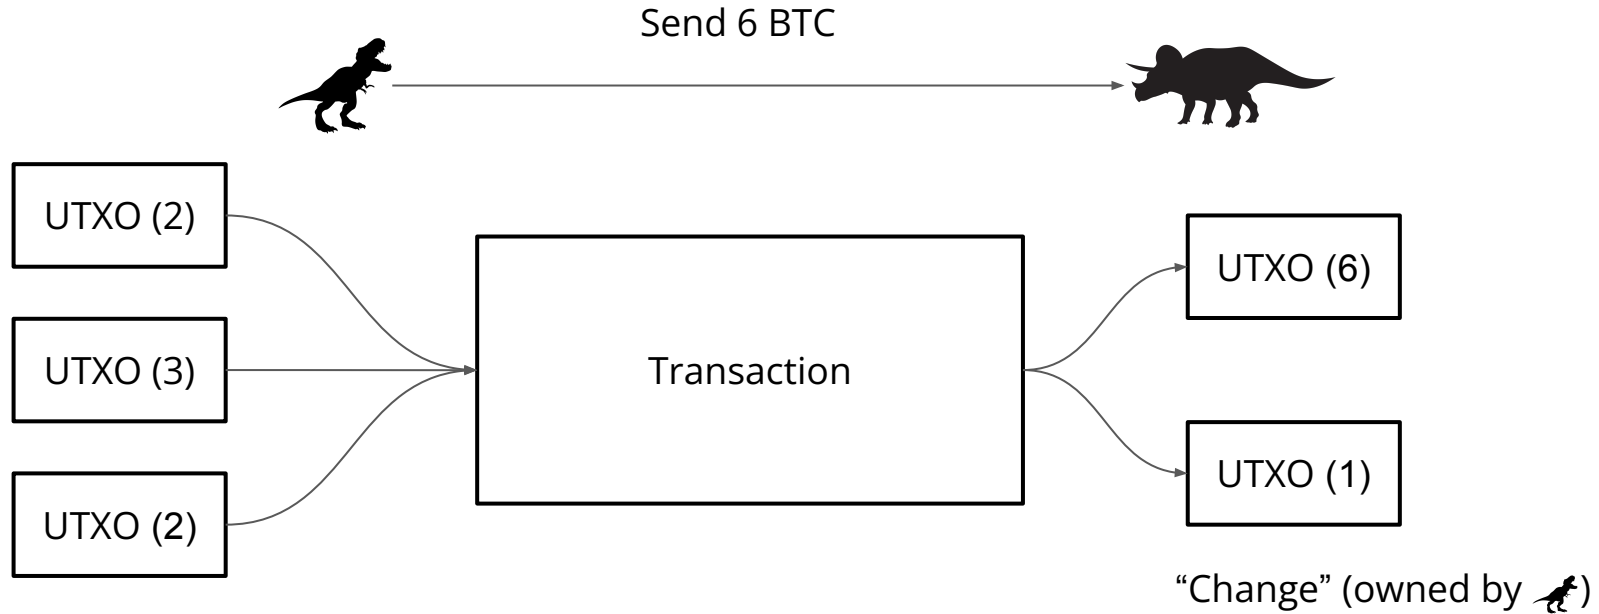 Send 6 BTC
UTXO (2)
UTXO (3)
UTXO (2)
Transaction
UTXO (6)
UTXO (1)
“Change” (owned by )